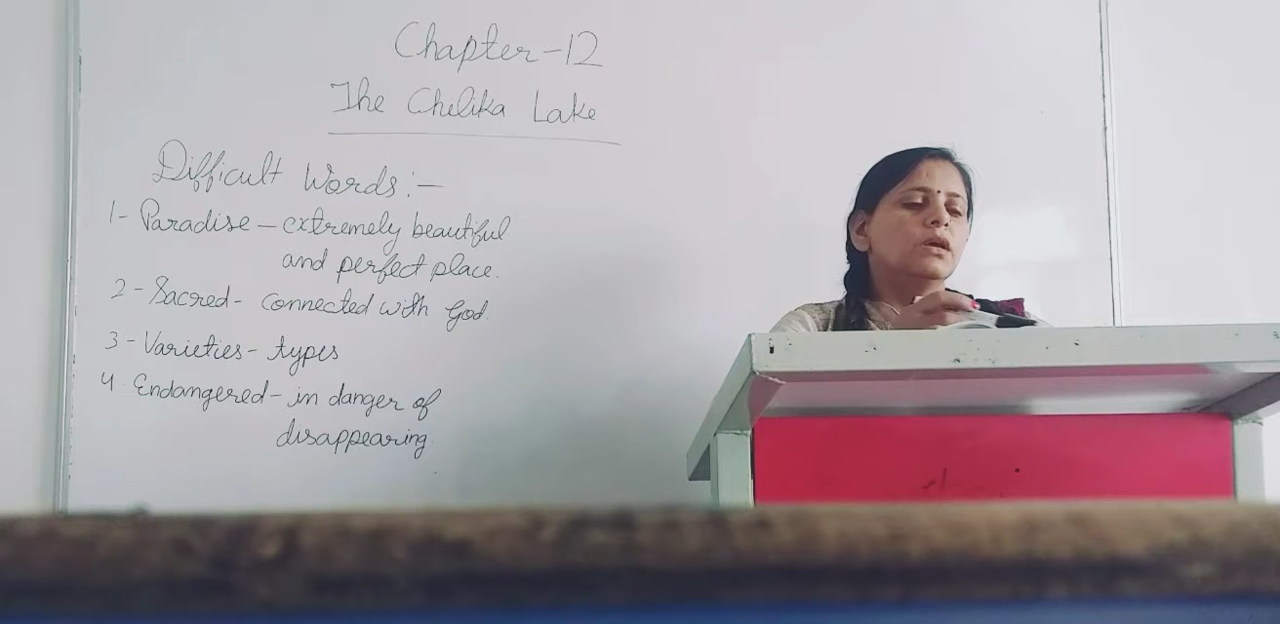 Chapter-12
The Chelika Lake
Difficult Words:-
1- Paradise - extremely beautiful
and perfect place.
2- Sacred - connected with God.
3- Varieties - types
4. Endangered - in danger of
disappearing.